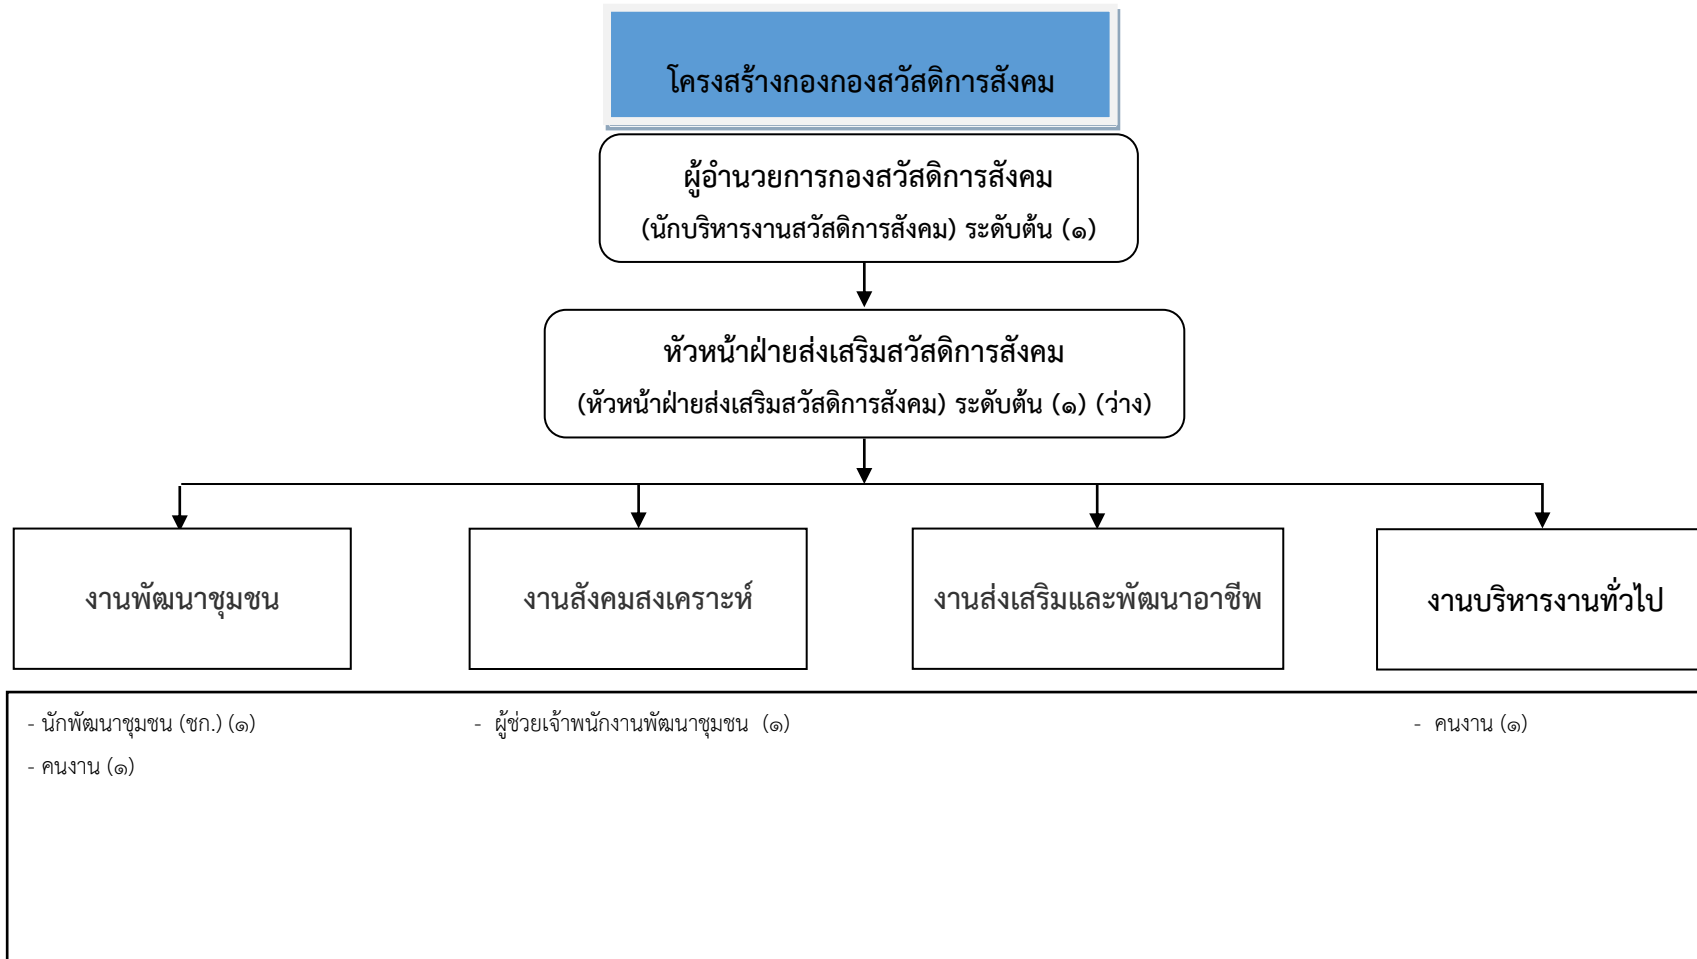 โครงสร้างกองกองสวัสดิการสังคม
ผู้อำนวยการกองสวัสดิการสังคม
(นักบริหารงานสวัสดิการสังคม) ระดับต้น (๑)
หัวหน้าฝ่ายส่งเสริมสวัสดิการสังคม
(หัวหน้าฝ่ายส่งเสริมสวัสดิการสังคม) ระดับต้น (๑) (ว่าง)
งานพัฒนาชุมชน
งานสังคมสงเคราะห์
งานส่งเสริมและพัฒนาอาชีพ
งานบริหารงานทั่วไป
- นักพัฒนาชุมชน (ชก.) (๑)
- คนงาน (๑)
- ผู้ช่วยเจ้าพนักงานพัฒนาชุมชน (๑)
- คนงาน (๑)